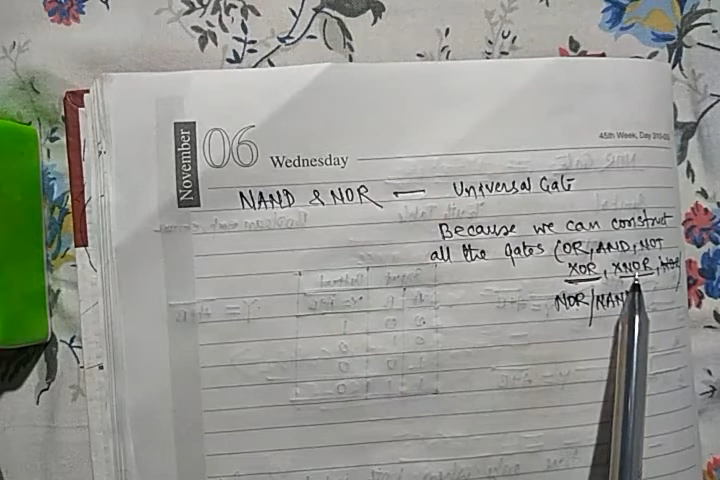 November
06 Wednesday
45th Week, Day
NAND & NOR — Universal Gate
Because we can construct
all the gates (OR, AND, NOT
XOR, XNOR,
NOR/NAND